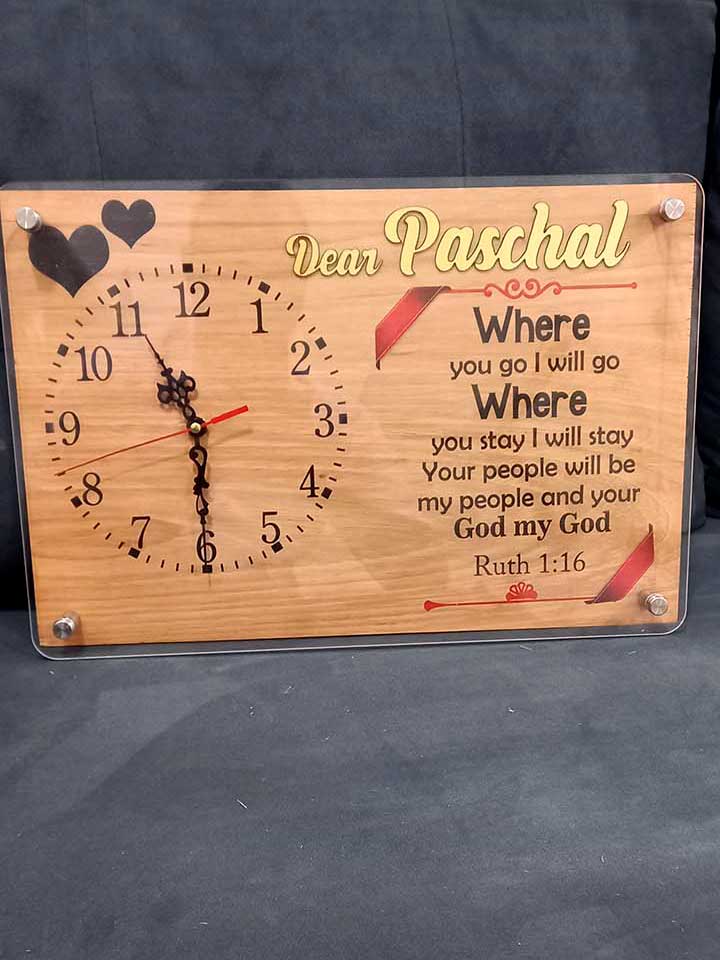 Dear Paschal
Where
you go I will go
Where
you stay I will stay
Your people will be
my people and your
God my God
Ruth 1:16
12
1
2
3
4
5
6
7
8
9
10
11